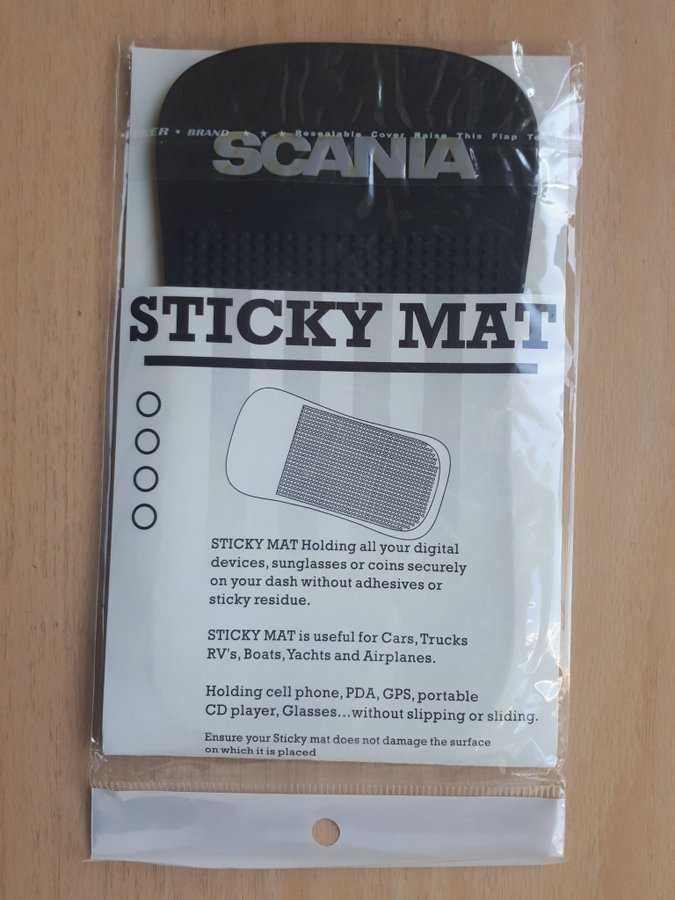 BRAND ★ ★ ★ Resealable Cover Raise This Flap
SCANIA
STICKY MAT
STICKY MAT Holding all your digital
devices, sunglasses or coins securely
on your dash without adhesives or
sticky residue.
STICKY MAT is useful for Cars, Trucks
RV's, Boats, Yachts and Airplanes.
Holding cell phone, PDA, GPS, portable
CD player, Glasses...without slipping or sliding.
Ensure your Sticky mat does not damage the surface
on which it is placed